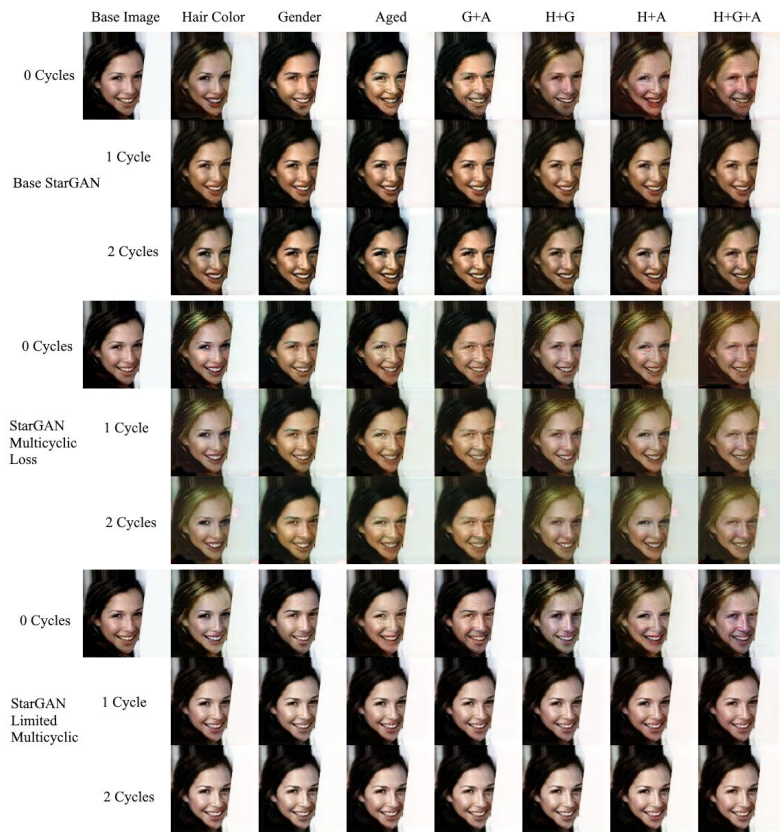 Base Image Hair Color Gender Aged G+A H+G H+A H+G+A
0 Cycles
1 Cycle
Base StarGAN
2 Cycles
0 Cycles
StarGAN
Multicyclic
Loss
1 Cycle
2 Cycles
0 Cycles
StarGAN
Limited
Multicyclic
1 Cycle
2 Cycles